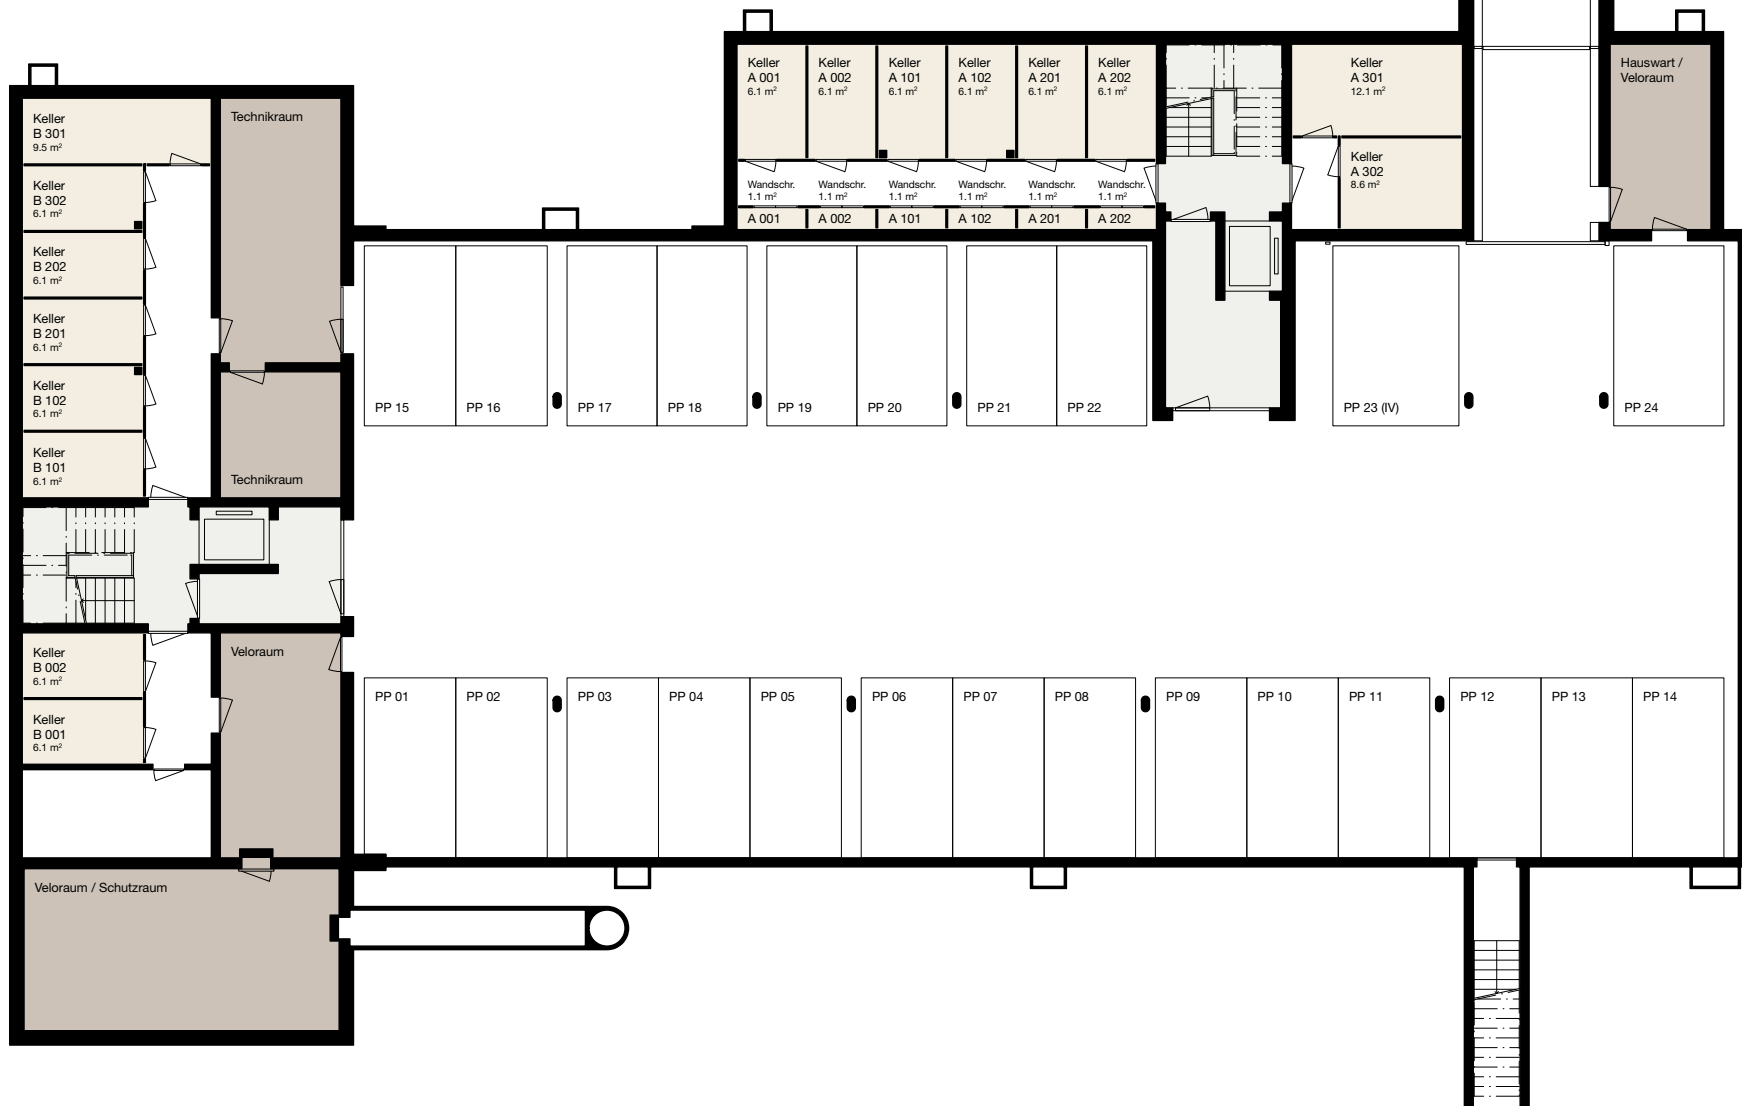 Keller
A 001
6.1 m²
Keller
A 002
6.1 m²
Keller
A 101
6.1 m²
Keller
A 102
6.1 m²
Keller
A 201
6.1 m²
Keller
A 202
6.1 m²
Keller
A 301
12.1 m²
Hauswart /
Veloraum
Keller
B 301
9.5 m²
Technikraum
Keller
A 302
8.6 m²
Wandschr.
1.1 m²
A 001
Wandschr.
1.1 m²
A 002
Wandschr.
1.1 m²
A 101
Wandschr.
1.1 m²
A 102
Wandschr.
1.1 m²
A 201
Wandschr.
1.1 m²
A 202
Keller
B 302
6.1 m²
Keller
B 202
6.1 m²
Keller
B 201
6.1 m²
Keller
B 102
6.1 m²
Keller
B 101
6.1 m²
Technikraum
PP 15
PP 16
PP 17
PP 18
PP 19
PP 20
PP 21
PP 22
PP 23 (IV)
PP 24
Keller
B 002
6.1 m²
Keller
B 001
6.1 m²
Veloraum
PP 01
PP 02
PP 03
PP 04
PP 05
PP 06
PP 07
PP 08
PP 09
PP 10
PP 11
PP 12
PP 13
PP 14
Veloraum / Schutzraum